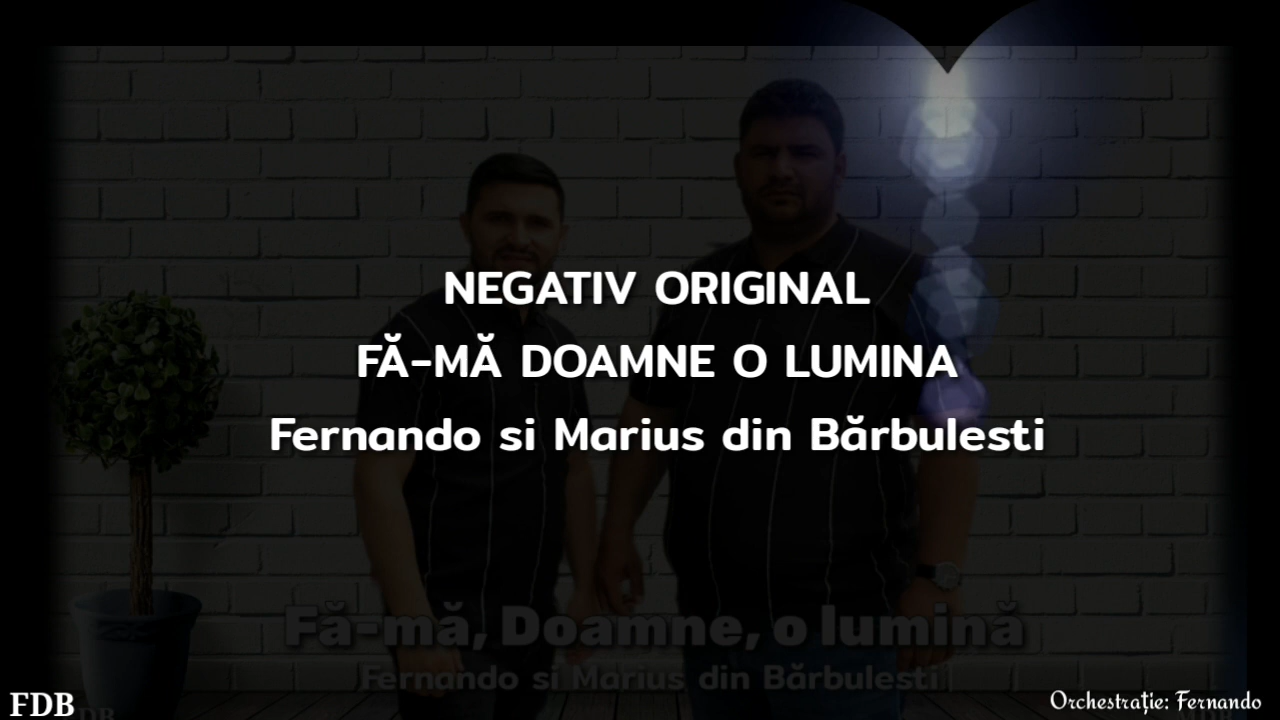 NEGATIV ORIGINAL
FĂ-MĂ DOAMNE O LUMINA
Fernando si Marius din Bărbulesti
Fă-mă, Doamne, o lumină
Fernando si Marius din Bărbulesti
FDB
DB
Orchestrație: Fernando